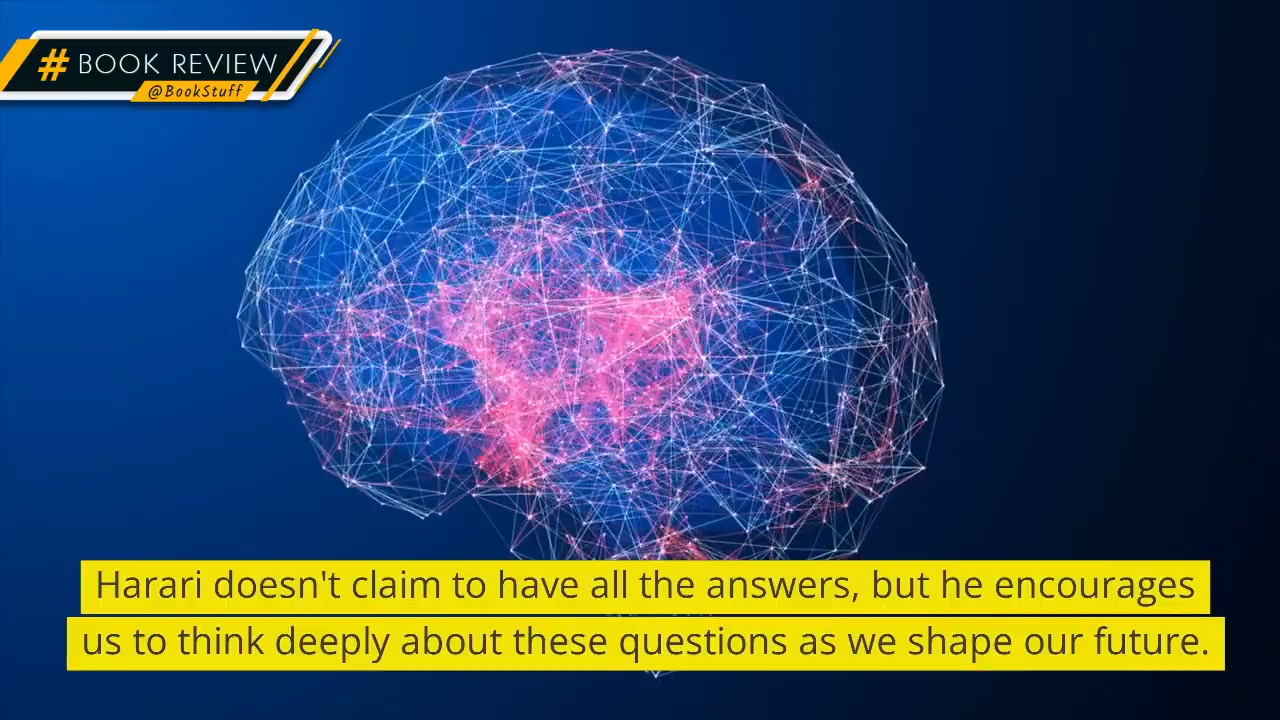 # BOOK REVIEW
@BookStuff
Harari doesn't claim to have all the answers, but he encourages
us to think deeply about these questions as we shape our future.